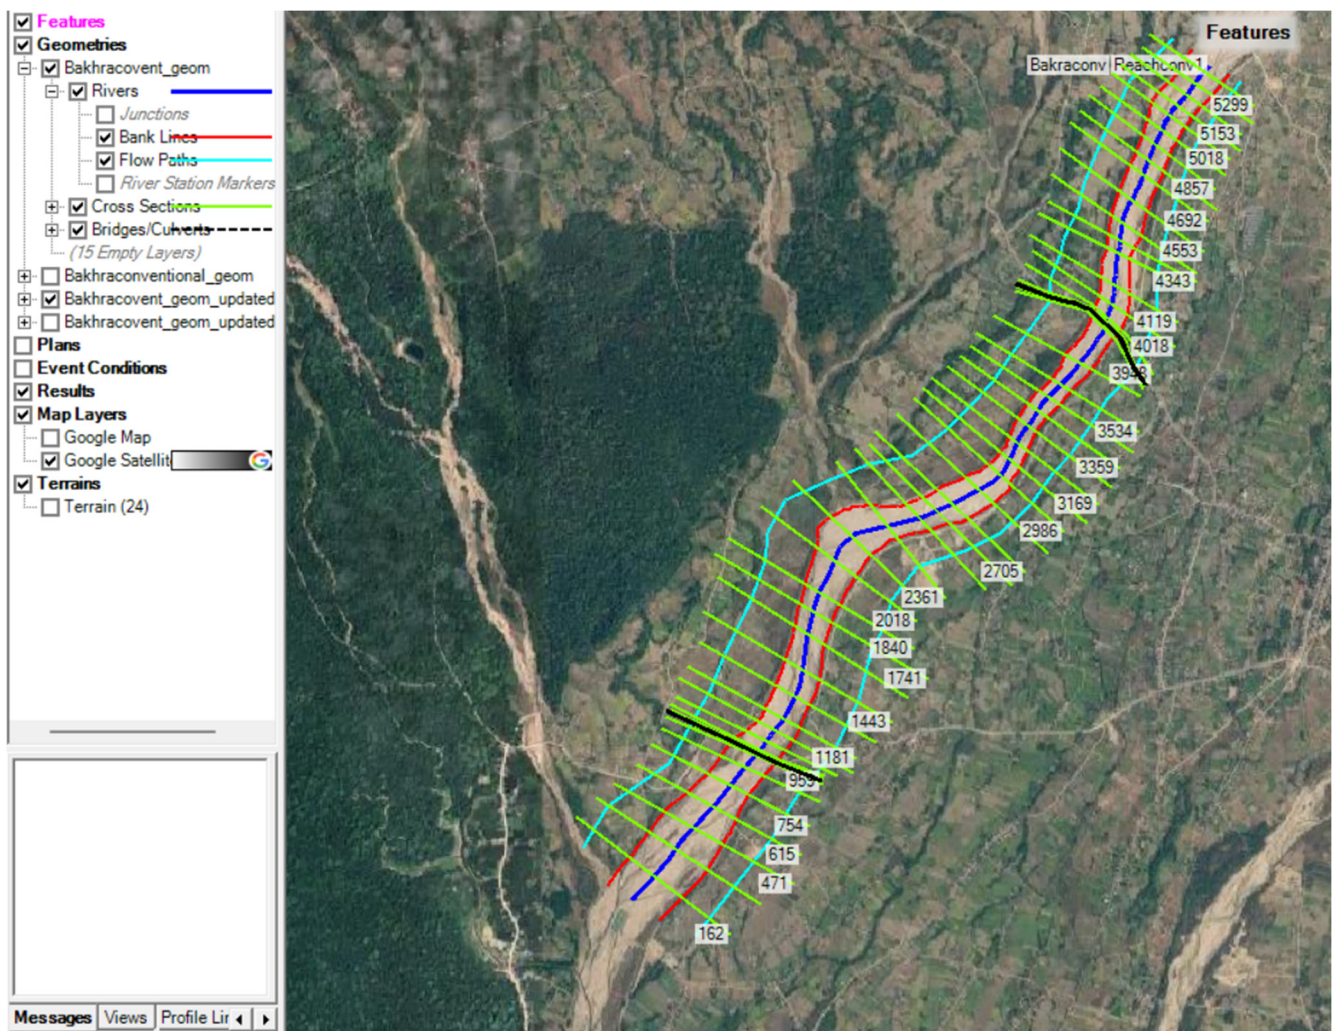 Features
Geometries
Bakhracovent_geom
Rivers
Junctions
Bank Lines
Flow Paths
River Station Markers
Cross Sections
Bridges/Culverts
(15 Empty Layers)
Bakhraconventional_geom
Bakhracovent_geom_updated
Bakhracovent_geom_updated
Plans
Event Conditions
Results
Map Layers
Google Map
Google Satellit
G
Terrains
Terrain (24)
Messages
Views
Profile Lir
Features
Bakraconv
Reachconv1
5299
5153
5018
4857
4692
4553
4343
4119
4018
3948
3534
3359
3169
2986
2705
2361
2018
1840
1741
1443
1181
955
754
615
471
162